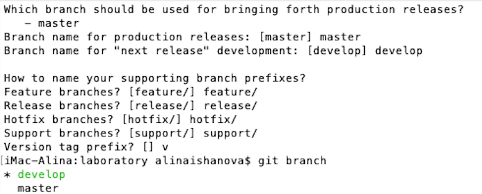 Which branch should be used for bringing forth production releases?
   - master
Branch name for production releases: [master] master
Branch name for "next release" development: [develop] develop

How to name your supporting branch prefixes?
Feature branches? [feature/] feature/
Release branches? [release/] release/
Hotfix branches? [hotfix/] hotfix/
Support branches? [support/] support/
Version tag prefix? [] v
[iMac-Alina:laboratory alinaishanova$ git branch
* develop
  master